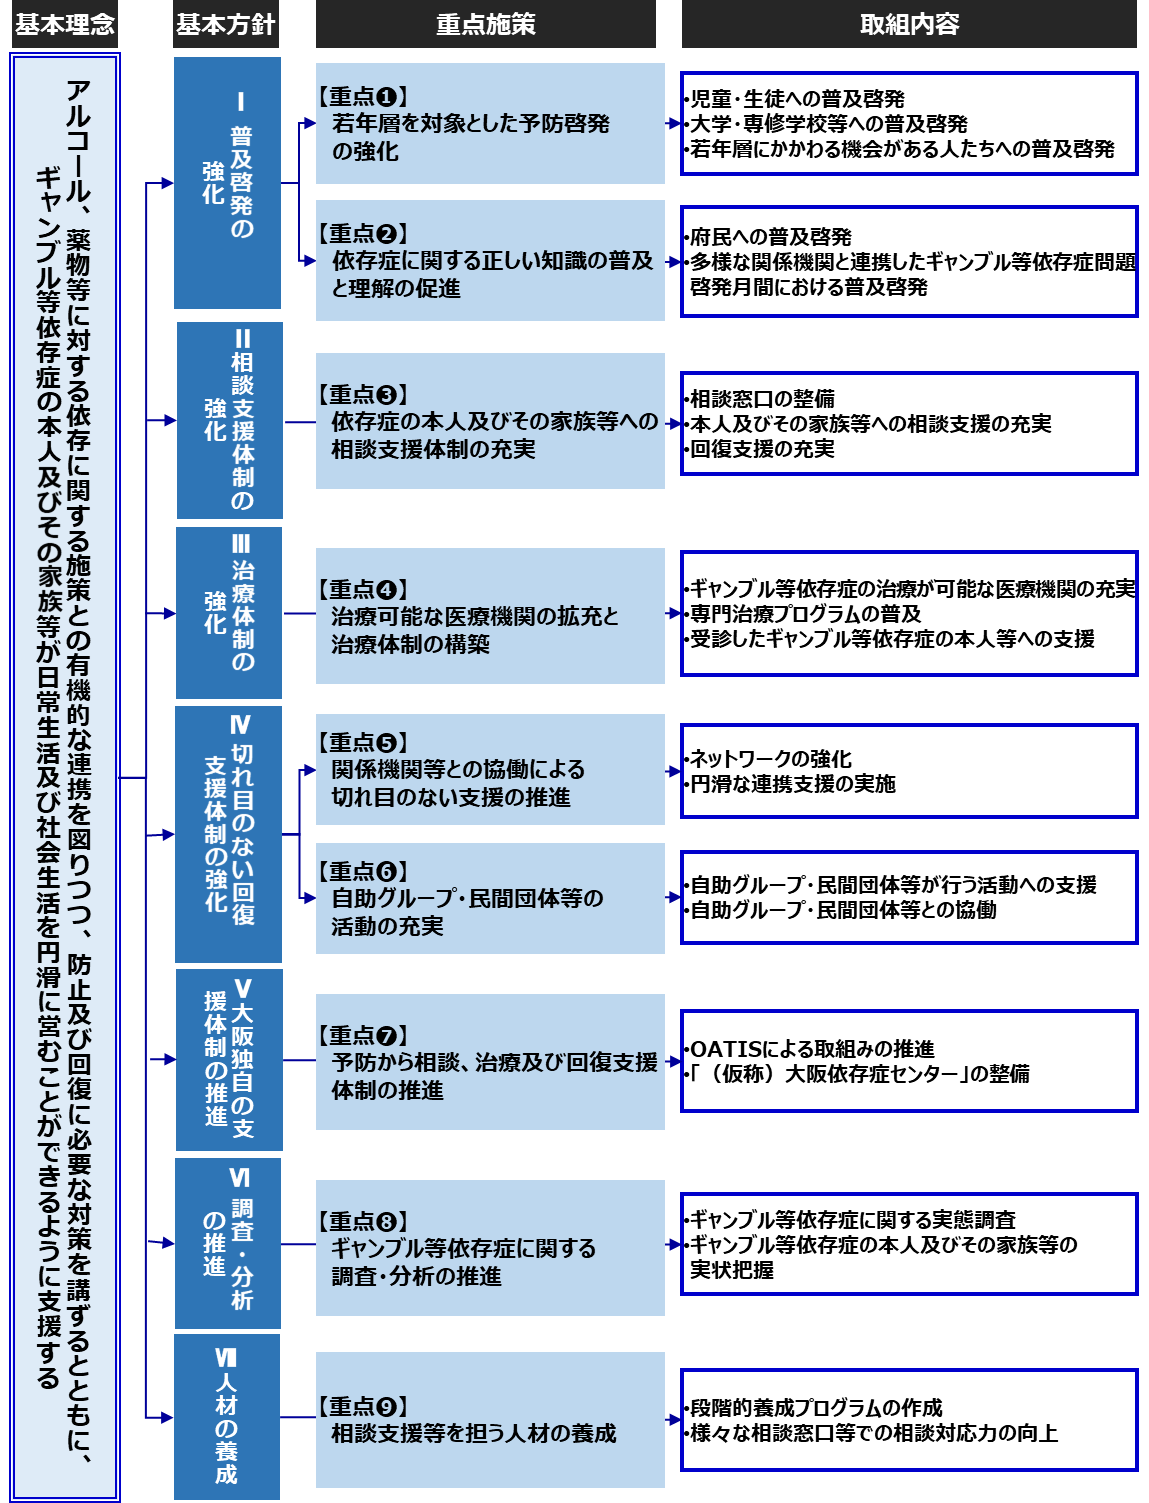 基本理念
基本方針
重点施策
取組内容
アルコール、薬物等に対する依存に関する施策との有機的な連携を図りつつ、防止及び回復に必要な対策を講ずるとともに、
ギャンブル等依存症の本人及びその家族等が日常生活及び社会生活を円滑に営むことができるように支援する
Ⅰ 普及啓発の
強化
【重点❶】
若年層を対象とした予防啓発
の強化
•児童・生徒への普及啓発
•大学・専修学校等への普及啓発
•若年層にかかわる機会がある人たちへの普及啓発
【重点❷】
依存症に関する正しい知識の普及
と理解の促進
•府民への普及啓発
•多様な関係機関と連携したギャンブル等依存症問題
啓発月間における普及啓発
Ⅱ相談支援体制の
強化
【重点❸】
依存症の本人及びその家族等への
相談支援体制の充実
•相談窓口の整備
•本人及びその家族等への相談支援の充実
•回復支援の充実
Ⅲ 治療体制の
強化
【重点❹】
治療可能な医療機関の拡充と
治療体制の構築
•ギャンブル等依存症の治療が可能な医療機関の充実
•専門治療プログラムの普及
•受診したギャンブル等依存症の本人等への支援
Ⅳ 切れ目のない回復
支援体制の強化
【重点❺】
関係機関等との協働による
切れ目のない支援の推進
•ネットワークの強化
•円滑な連携支援の実施
【重点❻】
自助グループ・民間団体等の
活動の充実
•自助グループ・民間団体等が行う活動への支援
•自助グループ・民間団体等との協働
Ⅴ大阪独自の支
援体制の推進
【重点❼】
予防から相談、治療及び回復支援
体制の推進
•OATISによる取組みの推進
•「（仮称）大阪依存症センター」の整備
Ⅵ 調査・分析
の推進
【重点❽】
ギャンブル等依存症に関する
調査・分析の推進
•ギャンブル等依存症に関する実態調査
•ギャンブル等依存症の本人及びその家族等の
実状把握
Ⅶ人材の養成
【重点❾】
相談支援等を担う人材の養成
•段階的養成プログラムの作成
•様々な相談窓口等での相談対応力の向上